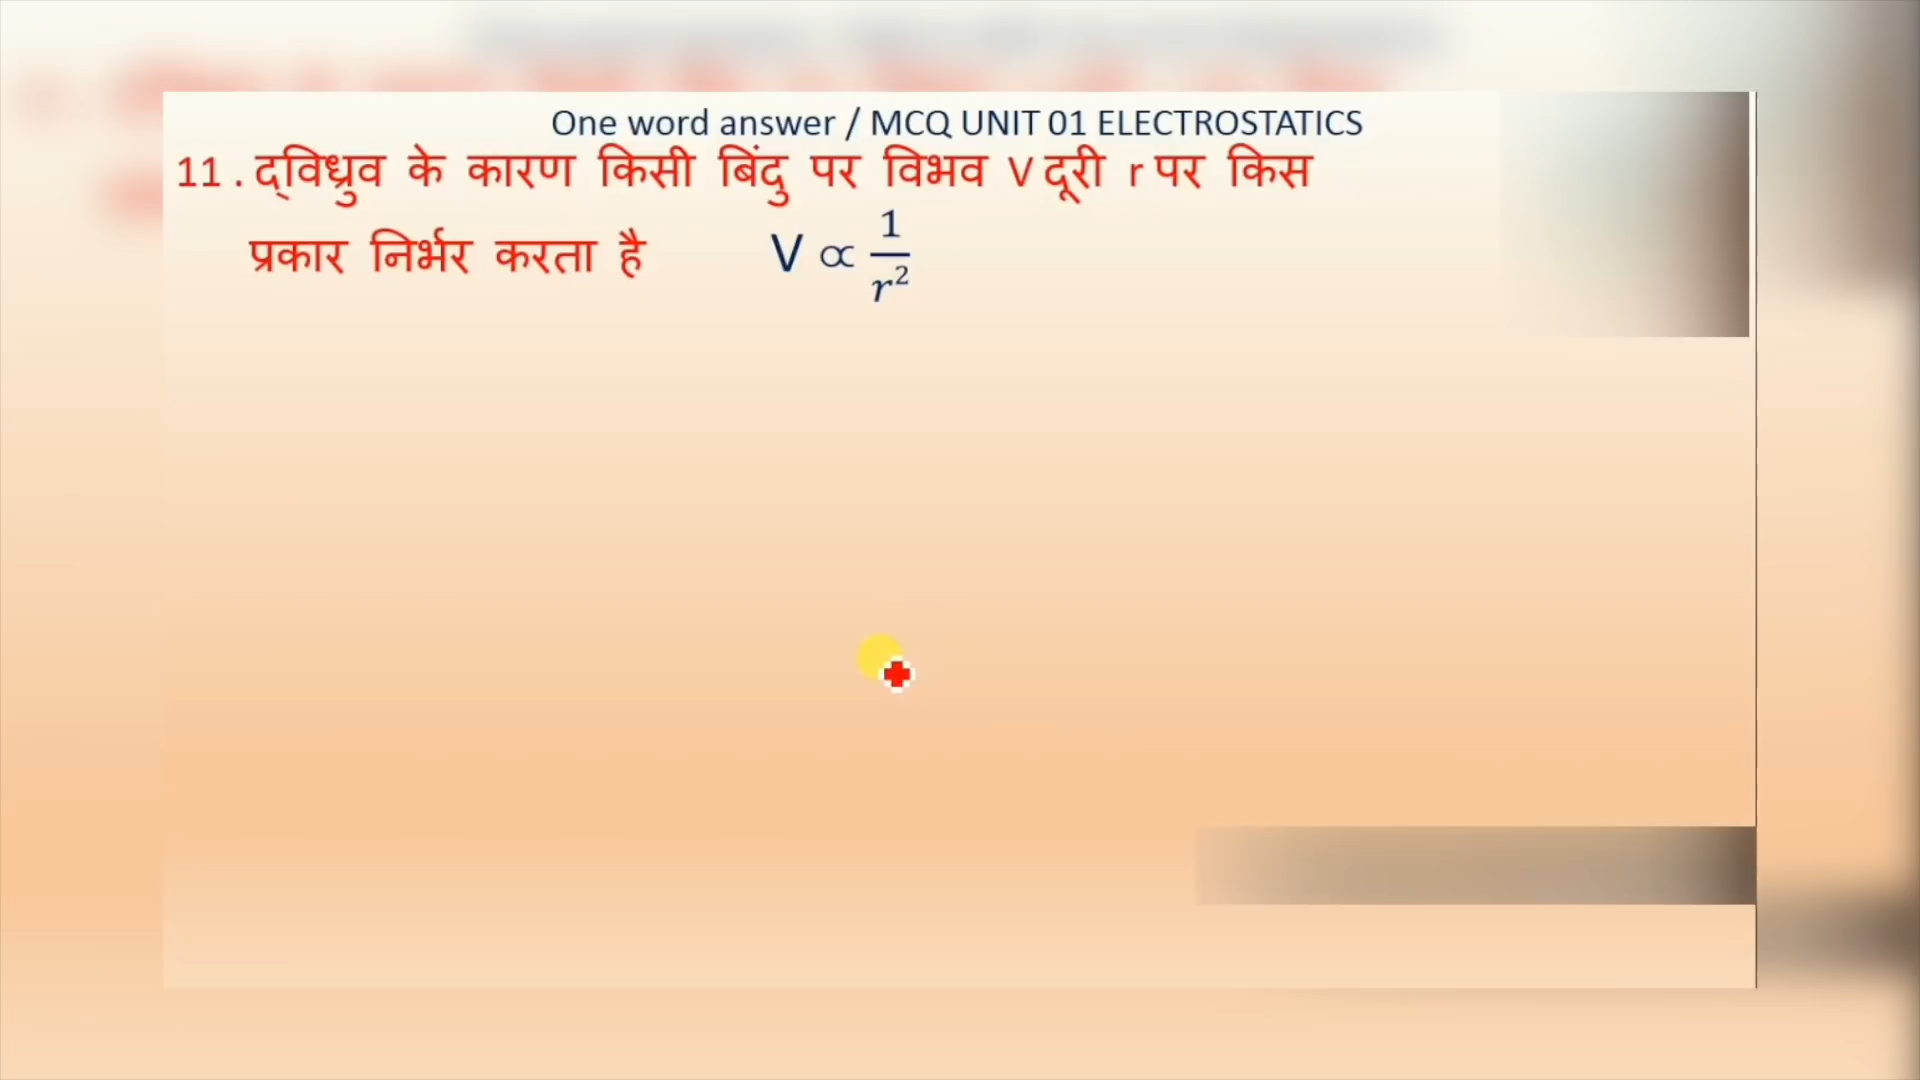 One word answer / MCQ UNIT 01 ELECTROSTATICS
11 . द्विध्रुव के कारण किसी बिंदु पर विभव V दूरी r पर किस
प्रकार निर्भर करता है V ∝ 1/r²